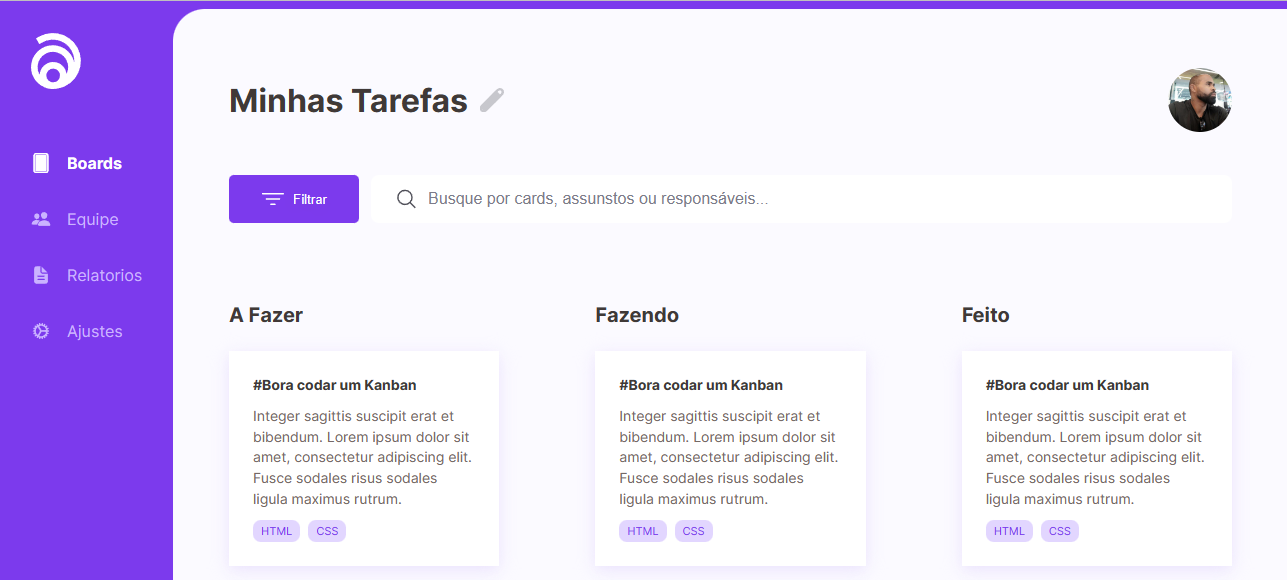 Minhas Tarefas
Boards
Equipe
Relatorios
Ajustes
Filtrar
Busque por cards, assunstos ou responsáveis...
A Fazer
#Bora codar um Kanban
Integer sagittis suscipit erat et
bibendum. Lorem ipsum dolor sit
amet, consectetur adipiscing elit.
Fusce sodales risus sodales
ligula maximus rutrum.
HTML CSS
Fazendo
#Bora codar um Kanban
Integer sagittis suscipit erat et
bibendum. Lorem ipsum dolor sit
amet, consectetur adipiscing elit.
Fusce sodales risus sodales
ligula maximus rutrum.
HTML CSS
Feito
#Bora codar um Kanban
Integer sagittis suscipit erat et
bibendum. Lorem ipsum dolor sit
amet, consectetur adipiscing elit.
Fusce sodales risus sodales
ligula maximus rutrum.
HTML CSS